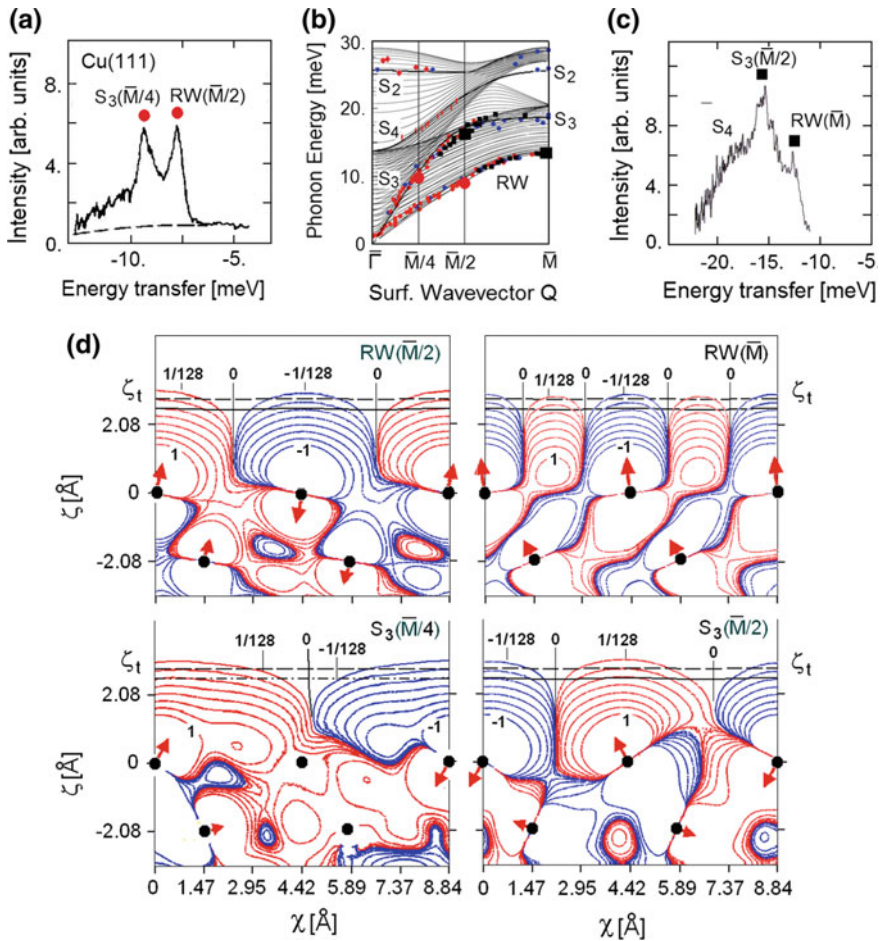 (a)
Intensity [arb. units]
8.
6
4
2
0.
Cu(111)
S3(M̅/4)
RW(M̅/2)
-10.
-5.
Energy transfer [meV]
(b)
Phonon Energy [meV]
30.
20
10
0
S2
S4
S3
S2
S3
RW
Γ̅
M̅/4
M̅/2
M̅
Surf. Wavevector Q
(c)
Intensity [arb. units]
8.
4
0.
S3(M̅/2)
S4
RW(M̅)
-20.
-15.
-10.
-5.
Energy transfer [meV]
(d)
RW(M̅/2)
1/128
0
-1/128
0
ζt
2.08
0
-2.08
ζ[Å]
1
-1
RW(M̅)
0
1/128
-1/128
0
0
ζt
1
-1
S3(M̅/4)
1/128
0
-1/128
ζt
2.08
0
-2.08
ζ[Å]
1
-1
S3(M̅/2)
-1/128
0
1/128
0
ζt
-1
1
0
1.47
2.95
4.42
5.89
7.37
8.84
0
1.47
2.95
4.42
5.89
7.37
8.84
χ [Å]
χ [Å]